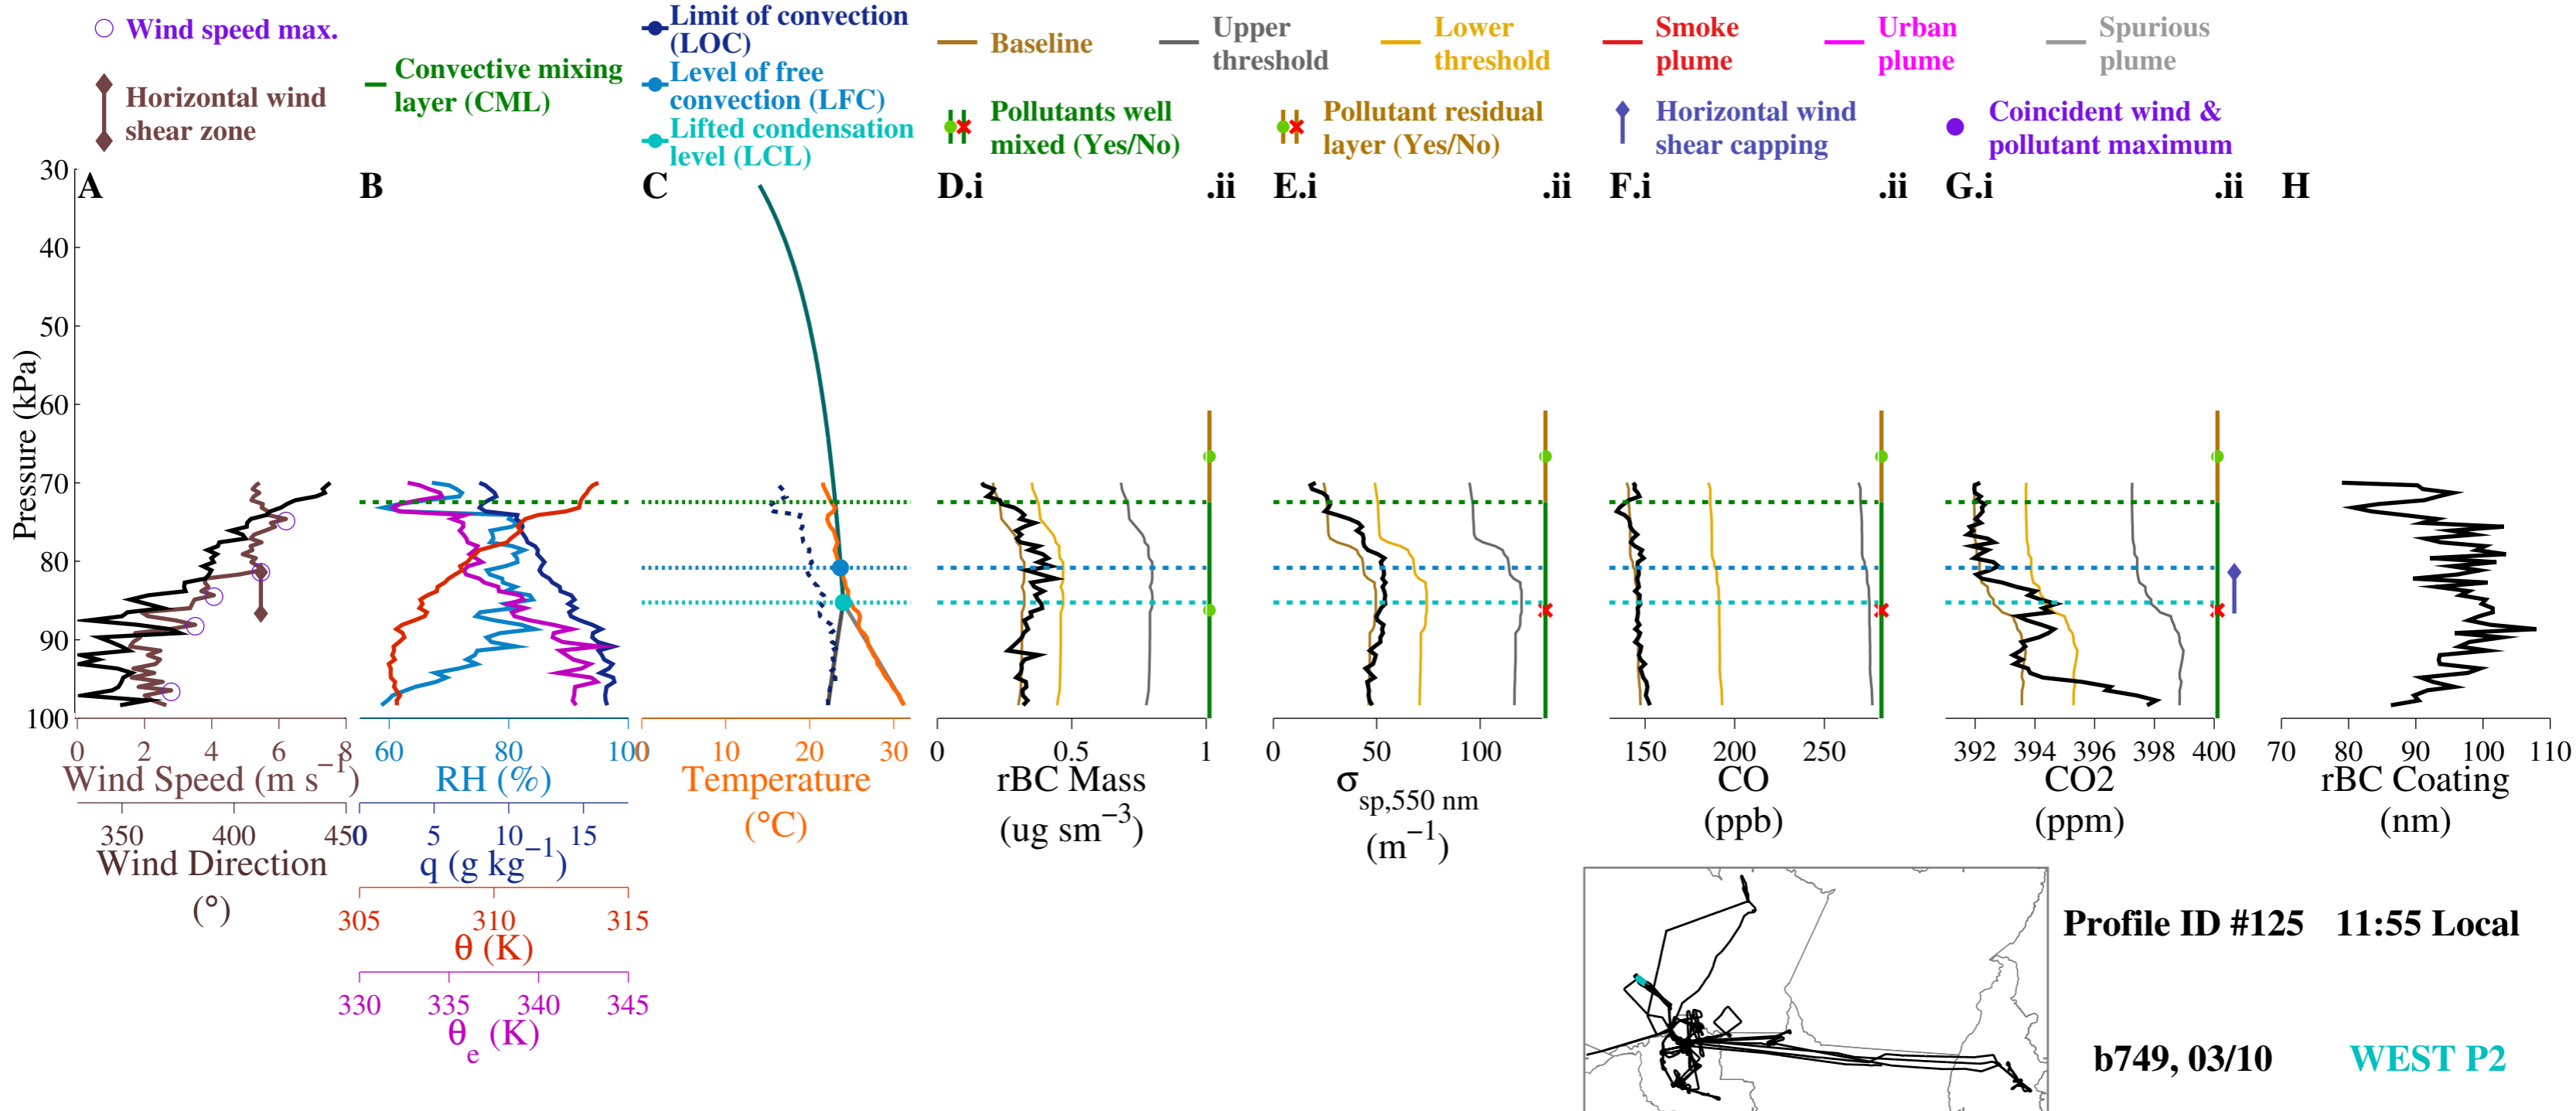 Wind speed max.
Horizontal wind
shear zone
Convective mixing
layer (CML)
Limit of convection
(LOC)
Level of free
convection (LFC)
Lifted condensation
level (LCL)
Baseline
Upper
threshold
Lower
threshold
Smoke
plume
Urban
plume
Spurious
plume
Pollutants well
mixed (Yes/No)
Pollutant residual
layer (Yes/No)
Horizontal wind
shear capping
Coincident wind &
pollutant maximum
A B C D.i .ii E.i .ii F.i .ii G.i .ii H
Pressure (kPa)
30
40
50
60
70
80
90
100
0 2 4 6 8
Wind Speed (m s−1)
350 400 450
Wind Direction
(°)
60 80 100
RH (%)
0 5 10 15
q (g kg−1)
305 310 315
θ (K)
330 335 340 345
θe (K)
0 10 20 30
Temperature
(°C)
0 0.5 1
rBC Mass
(ug sm−3)
0 50 100
σsp,550 nm
(m−1)
150 200 250
CO
(ppb)
392 394 396 398 400
CO2
(ppm)
70 80 90 100 110
rBC Coating
(nm)
Profile ID #125 11:55 Local
b749, 03/10 WEST P2